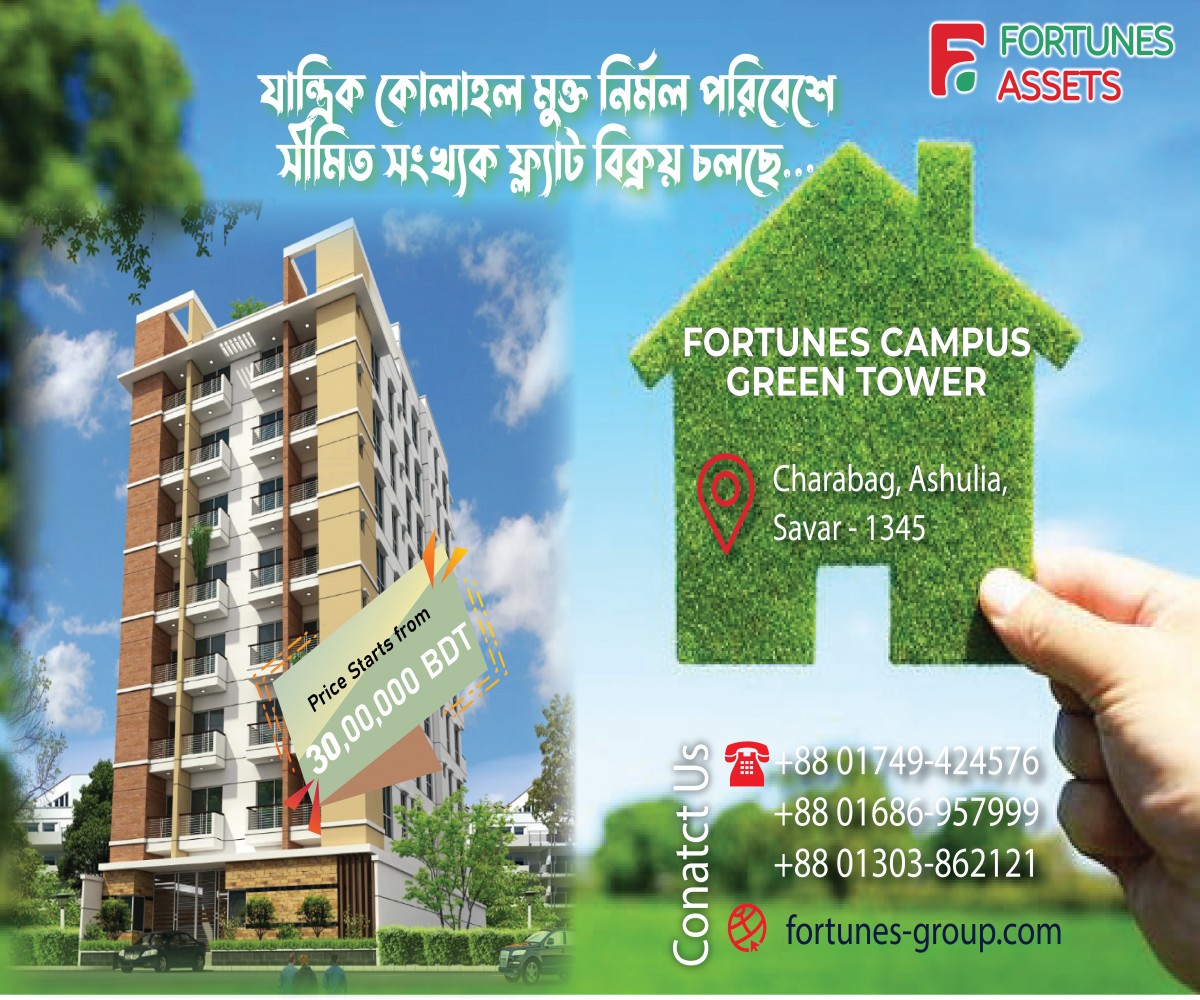 FORTUNES
ASSETS
যান্ত্রিক কোলাহল মুক্ত নির্মল পরিবেশে
সীমিত সংখ্যক ফ্ল্যাট বিক্রয় চলছে...
FORTUNES CAMPUS
GREEN TOWER
Charabag, Ashulia,
Savar - 1345
Price Starts from
30,00,000 BDT
Conatct Us
+88 01749-424576
+88 01686-957999
+88 01303-862121
fortunes-group.com